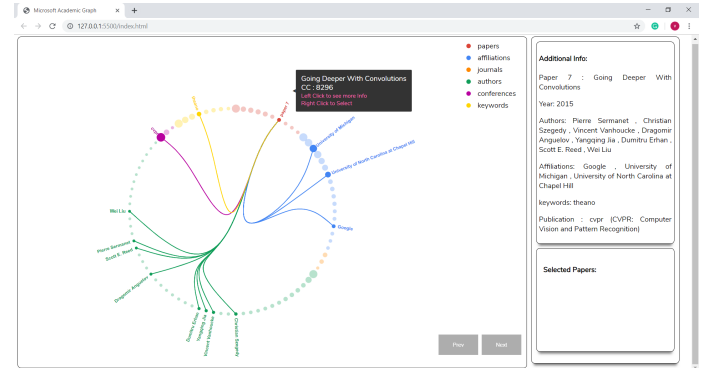 Microsoft Academic Graph
127.0.0.1:5500/index.html
papers
affiliations
journals
authors
conferences
keywords
Going Deeper With Convolutions
CC : 8296
Left Click to see more Info
Right Click to Select
paper 7
University of Michigan
University of North Carolina at Chapel Hill
Google
Wei Liu
Pierre Sermanet
Scott E. Reed
Dragomir Anguelov
Dumitru Erhan
Yangqing Jia
Vincent Vanhoucke
Christian Szegedy
Prev
Next
Additional Info:
Paper 7 : Going Deeper With
Convolutions
Year: 2015
Authors: Pierre Sermanet , Christian
Szegedy , Vincent Vanhoucke , Dragomir
Anguelov , Yangqing Jia , Dumitru Erhan ,
Scott E. Reed , Wei Liu
Affiliations: Google , University of
Michigan , University of North Carolina at
Chapel Hill
keywords: theano
Publication : cvpr (CVPR: Computer
Vision and Pattern Recognition)
Selected Papers: